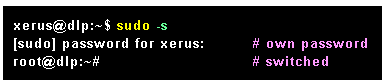 xerus@dlp:~$ sudo -s
[sudo] password for xerus: # own password
root@dlp:~# # switched